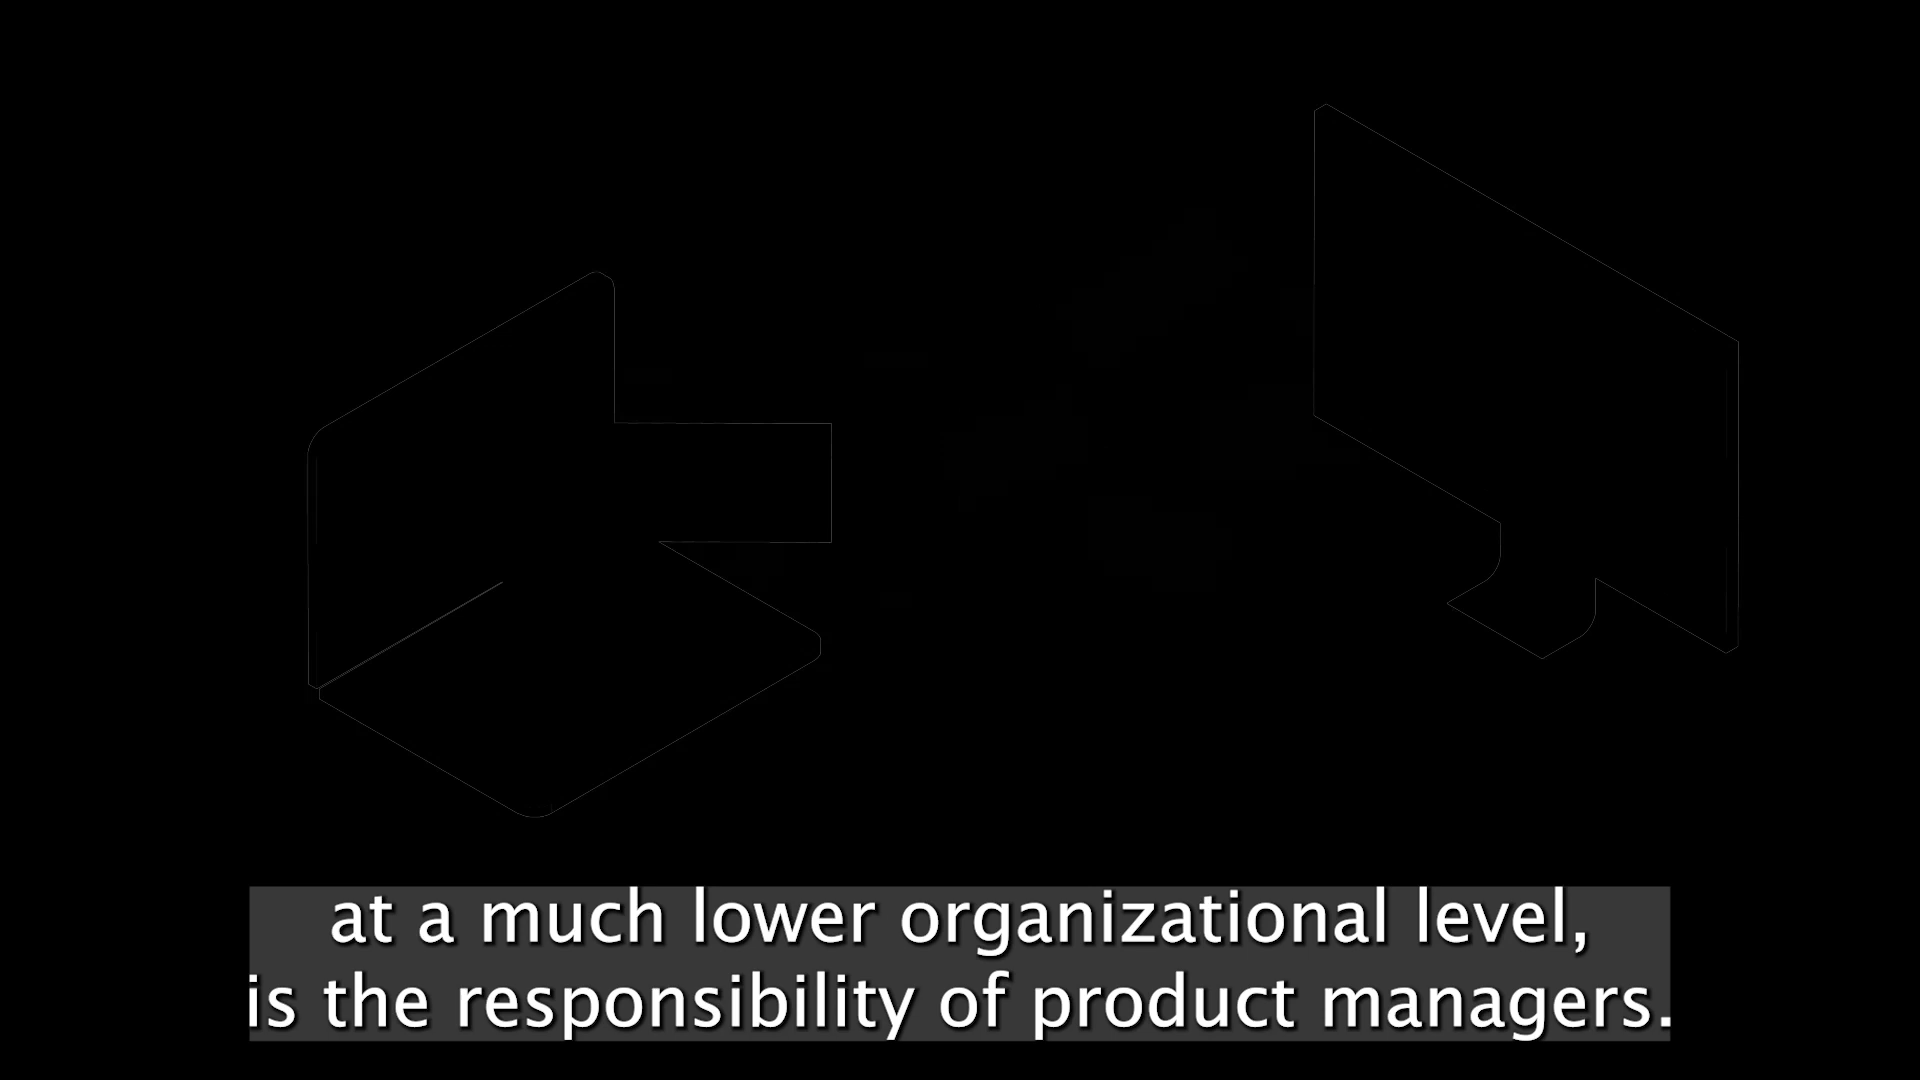 at a much lower organizational level,
is the responsibility of product managers.